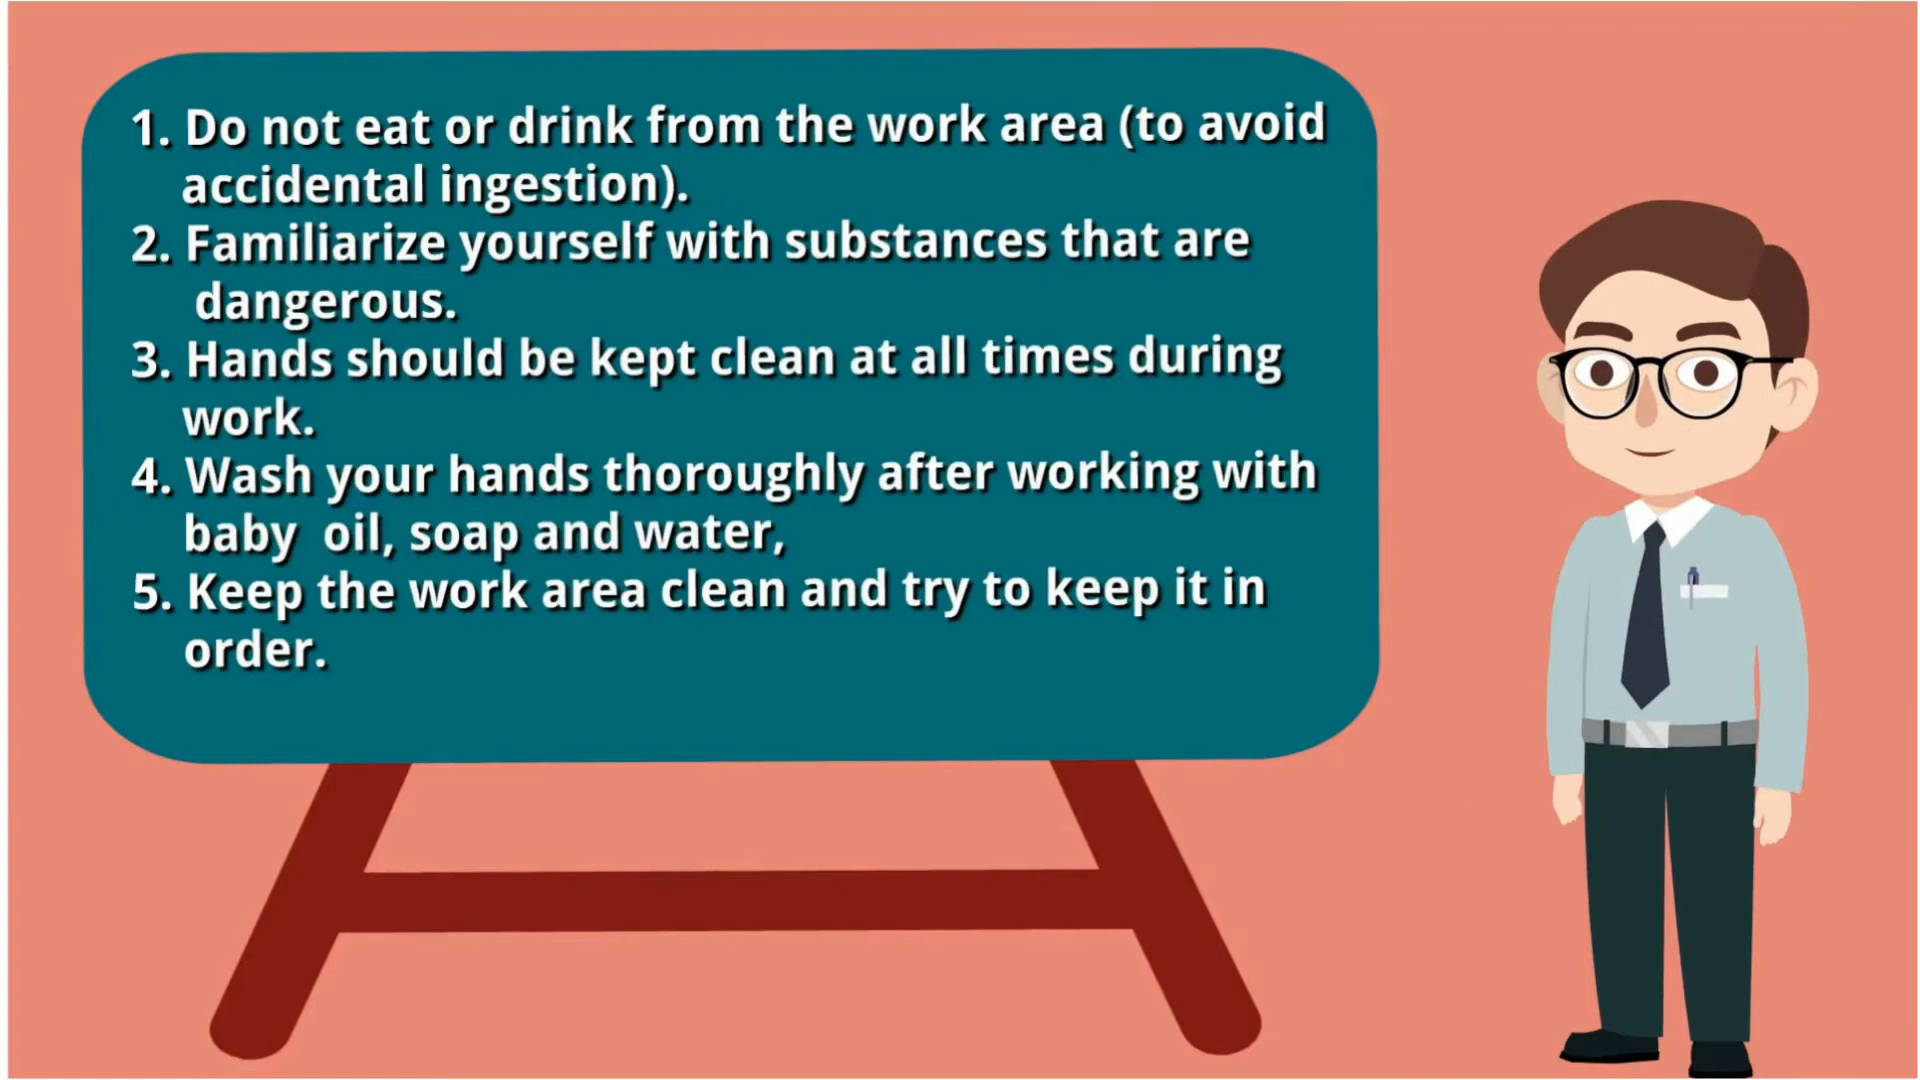 1. Do not eat or drink from the work area (to avoid
accidental ingestion).
2. Familiarize yourself with substances that are
dangerous.
3. Hands should be kept clean at all times during
work.
4. Wash your hands thoroughly after working with
baby  oil, soap and water,
5. Keep the work area clean and try to keep it in
order.